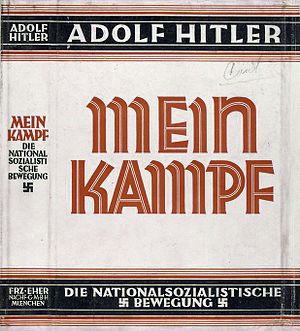 ADOLF
HITLER
MEIN
KAMPF
DIE
NATIONAL
SOZIALISTI
SCHE
BEWEGUNG
FRZ·EHER
NACHF·G·M·B·H
MUENCHEN
ADOLF HITLER
MEIN
KAMPF
DIE NATIONALSOZIALISTISCHE
BEWEGUNG